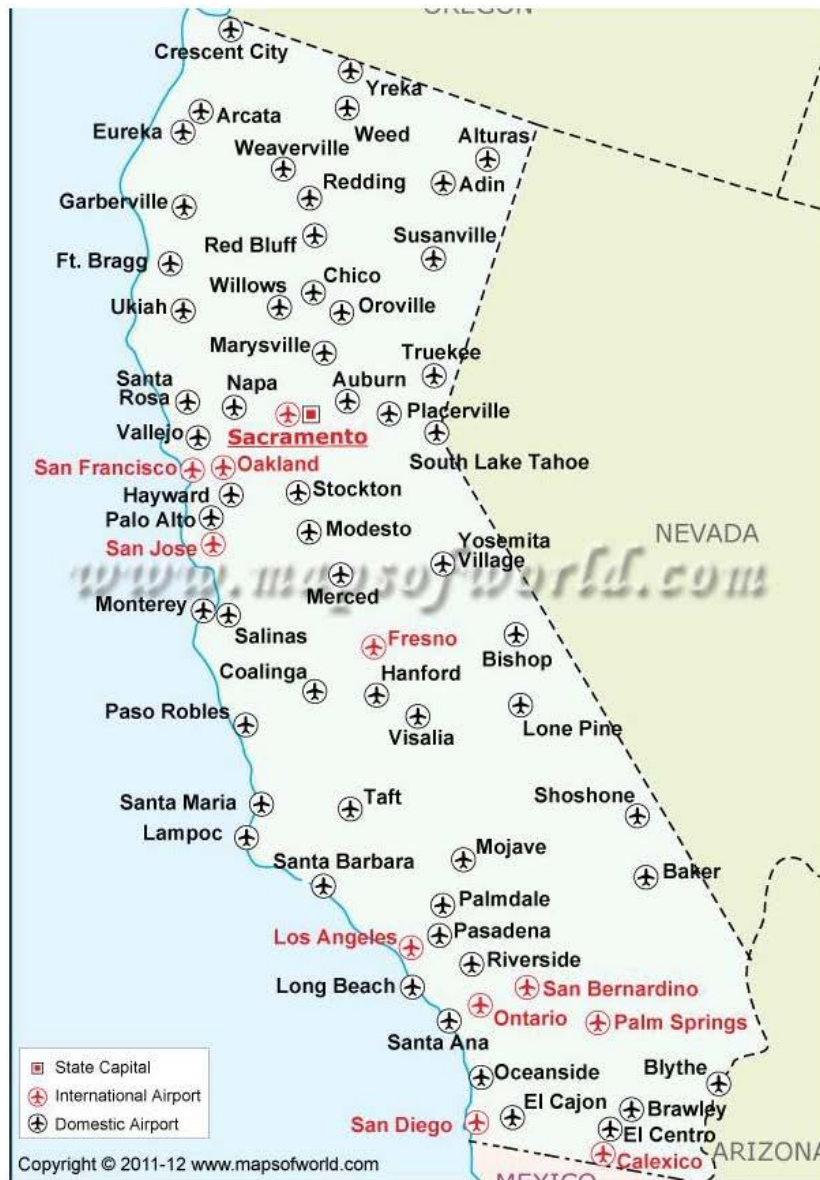 OREGON
Crescent City
Yreka
Arcata
Eureka
Weed
Alturas
Weaverville
Adin
Redding
Garberville
Red Bluff
Susanville
Ft. Bragg
Chico
Willows
Ukiah
Oroville
Marysville
Truekee
Santa
Rosa
Napa
Auburn
Placerville
Sacramento
Vallejo
South Lake Tahoe
San Francisco
Oakland
Hayward
Stockton
Palo Alto
Modesto
NEVADA
San Jose
Yosemita
Village
www.mapsofworld.com
Merced
Monterey
Salinas
Fresno
Bishop
Coalinga
Hanford
Paso Robles
Visalia
Lone Pine
Santa Maria
Taft
Shoshone
Lampoc
Mojave
Santa Barbara
Baker
Palmdale
Pasadena
Los Angeles
Riverside
Long Beach
San Bernardino
Ontario
Palm Springs
Santa Ana
Oceanside
Blythe
El Cajon
Brawley
San Diego
El Centro
ARIZONA
Calexico
MEXICO
State Capital
International Airport
Domestic Airport
Copyright © 2011-12 www.mapsofworld.com